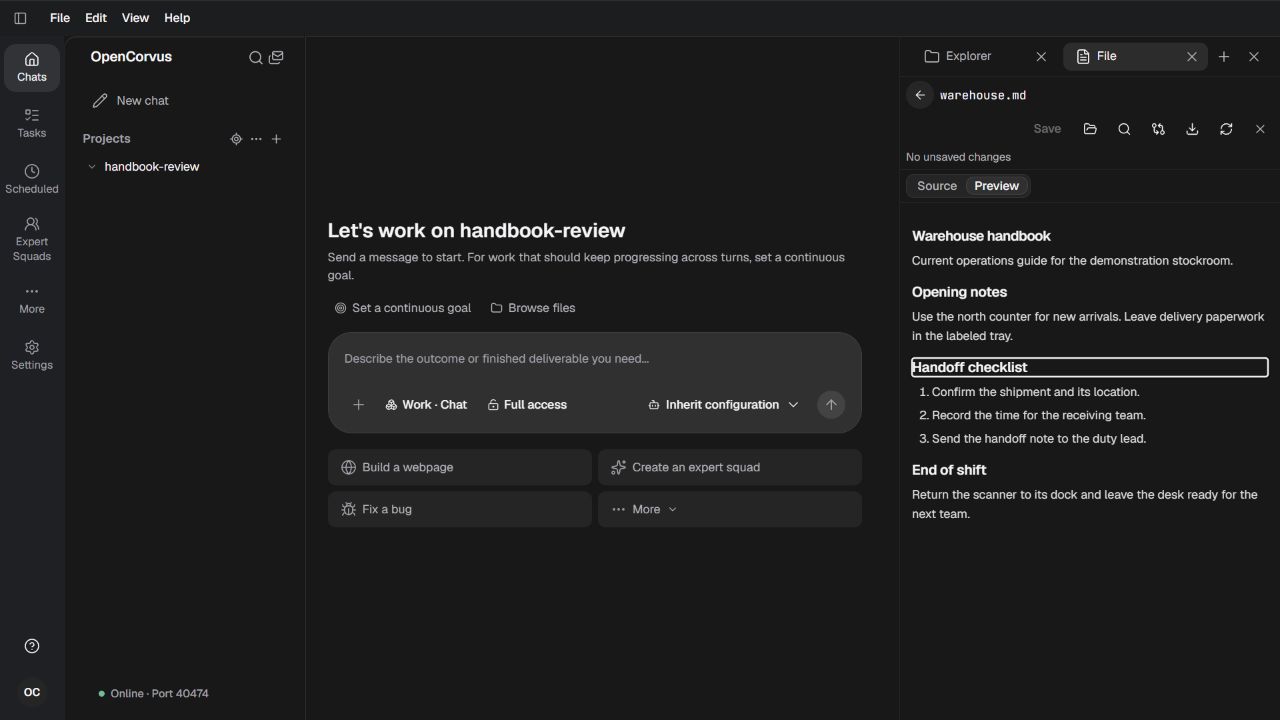 File Edit View Help
Chats
Tasks
Scheduled
Expert
Squads
More
Settings
OC
OpenCorvus
New chat
Projects
handbook-review
Online · Port 40474
Let's work on handbook-review
Send a message to start. For work that should keep progressing across turns, set a continuous
goal.
Set a continuous goal Browse files
Describe the outcome or finished deliverable you need...
Work · Chat Full access Inherit configuration
Build a webpage Create an expert squad
Fix a bug More
Explorer File
warehouse.md
Save
No unsaved changes
Source Preview
Warehouse handbook
Current operations guide for the demonstration stockroom.
Opening notes
Use the north counter for new arrivals. Leave delivery paperwork
in the labeled tray.
Handoff checklist
1. Confirm the shipment and its location.
2. Record the time for the receiving team.
3. Send the handoff note to the duty lead.
End of shift
Return the scanner to its dock and leave the desk ready for the
next team.